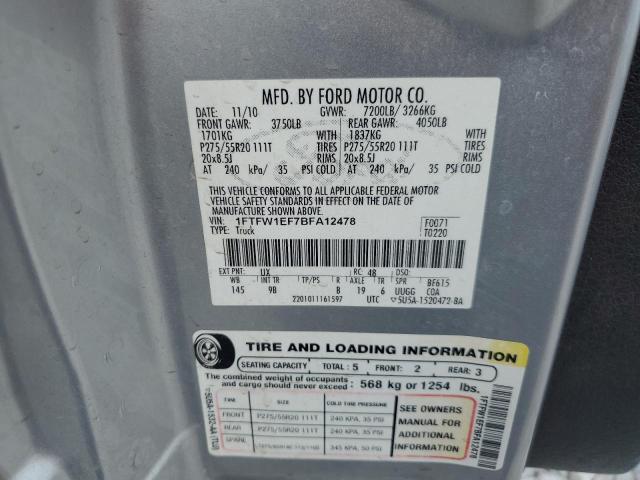 MFD. BY FORD MOTOR CO.
DATE: 11/10 GVWR: 7200LB/ 3266KG
FRONT GAWR: 3750LB REAR GAWR: 4050LB
1701KG WITH 1837KG WITH
P275/55R20 111T TIRES P275/55R20 111T TIRES
20x8.5J RIMS 20x8.5J RIMS
AT 240 kPa/ 35 PSI COLD AT 240 kPa/ 35 PSI COLD
THIS VEHICLE CONFORMS TO ALL APPLICABLE FEDERAL MOTOR
VEHICLE SAFETY STANDARDS IN EFFECT ON THE DATE OF
MANUFACTURE SHOWN ABOVE.
VIN: 1FTFW1EF7BFA12478 F0071
TYPE: Truck T0220
EXT PNT: UX RC: 48 DSO:
WB INT TR TP/PS R AXLE TR SPR BF615
145 9B B 19 6 UUGG COA
2201011161597 UTC 5U5A-1520472-BA
TIRE AND LOADING INFORMATION
SEATING CAPACITY TOTAL: 5 FRONT: 2 REAR: 3
The combined weight of occupants
and cargo should never exceed: 568 kg or 1254 lbs.
TIRE SIZE COLD TIRE PRESSURE
FRONT P275/55R20 111T 240 KPA, 35 PSI
REAR P275/55R20 111T 240 KPA, 35 PSI
SPARE 345 KPA, 50 PSI
SEE OWNERS
MANUAL FOR
ADDITIONAL
INFORMATION
1FTFW1EF7BFA12478